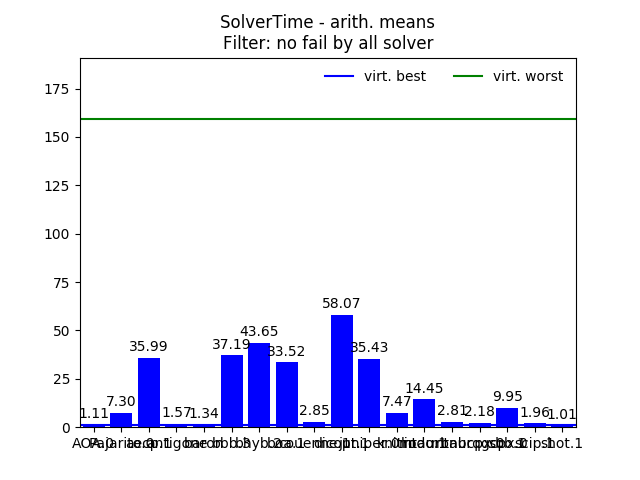 SolverTime - arith. means
Filter: no fail by all solver
virt. best virt. worst
175
150
125
100
75
50
25
0
1.11 7.30 35.99 1.57 1.34 37.19 43.65 33.52 2.85 58.07 35.43 7.47 14.45 2.81 2.18 9.95 1.96 1.01